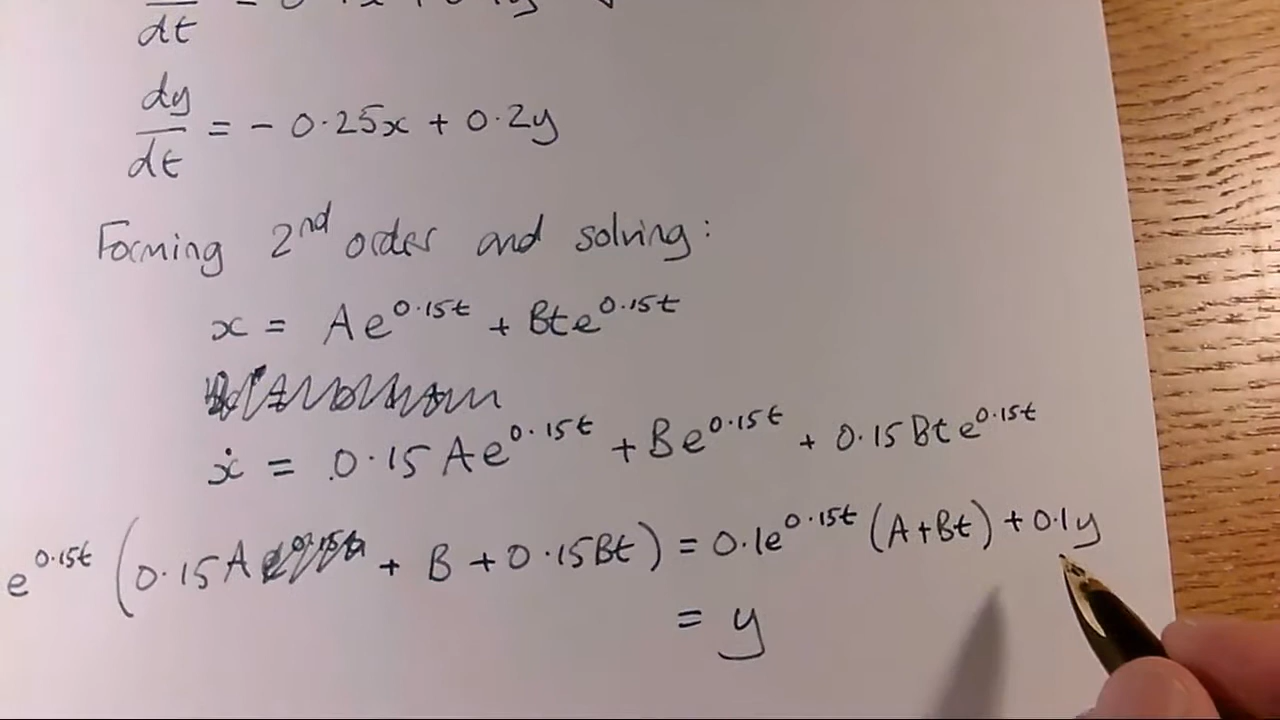 dt
dy/dt = - 0.25x + 0.2y
Forming 2nd order and solving:
x = Ae^0.15t + Bte^0.15t
ẋ = 0.15Ae^0.15t + Be^0.15t + 0.15Bte^0.15t
e^0.15t (0.15A + B + 0.15Bt) = 0.1e^0.15t (A+Bt) + 0.1y
= y